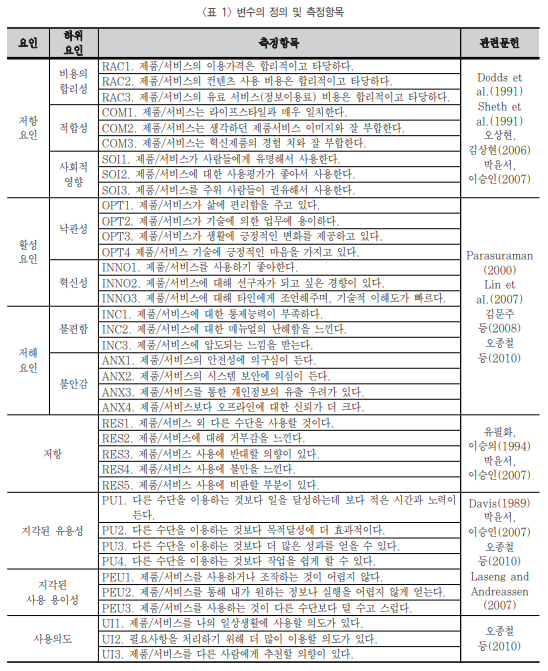 <표 1> 변수의 정의 및 측정항목
요인 하위 요인 측정항목 관련문헌
저항 요인 비용의 합리성 RAC1. 제품/서비스의 이용가격은 합리적이고 타당하다.
RAC2. 제품/서비스의 컨텐츠 사용 비용은 합리적이고 타당하다.
RAC3. 제품/서비스의 유료 서비스(정보이용료) 비용은 합리적이고 타당하다.
적합성 COM1. 제품/서비스는 라이프스타일과 매우 일치한다.
COM2. 제품/서비스는 생각하던 제품서비스 이미지와 잘 부합한다.
COM3. 제품/서비스는 혁신제품의 경험 치와 잘 부합한다.
사회적 영향 SOI1. 제품/서비스가 사람들에게 유명해서 사용한다.
SOI2. 제품/서비스에 대한 사용평가가 좋아서 사용한다.
SOI3. 제품/서비스를 주위 사람들이 권유해서 사용한다.
Dodds et
al.(1991)
Sheth et
al.(1991)
오상현,
김상현(2006)
박윤서,
이승인(2007)
활성 요인 낙관성 OPT1. 제품/서비스가 삶에 편리함을 주고 있다.
OPT2. 제품/서비스가 기술에 의한 업무에 용이하다.
OPT3. 제품/서비스가 생활에 긍정적인 변화를 제공하고 있다.
OPT4 제품/서비스 기술에 긍정적인 마음을 가지고 있다.
혁신성 INNO1. 제품/서비스를 사용하기 좋아한다.
INNO2. 제품/서비스에 대해 선구자가 되고 싶은 경향이 있다.
INNO3. 제품/서비스에 대해 타인에게 조언해주며, 기술적 이해도가 빠르다.
저해 요인 불편함 INC1. 제품/서비스에 대한 통제능력이 부족하다.
INC2. 제품/서비스에 대한 매뉴얼의 난해함을 느낀다.
INC3. 제품/서비스에 압도되는 느낌을 받는다.
불안감 ANX1. 제품/서비스의 안전성에 의구심이 든다.
ANX2. 제품/서비스의 시스템 보안에 의심이 든다.
ANX3. 제품/서비스를 통한 개인정보의 유출 우려가 있다.
ANX4. 제품/서비스보다 오프라인에 대한 신뢰가 더 크다.
Parasuraman
(2000)
Lin et
al.(2007)
김문주
등(2008)
오종철
등(2010)
저항 RES1. 제품/서비스 외 다른 수단을 사용할 것이다.
RES2. 제품/서비스에 대해 거부감을 느낀다.
RES3. 제품/서비스 사용에 반대할 의향이 있다.
RES4. 제품/서비스 사용에 불만을 느낀다.
RES5. 제품/서비스 사용에 비판할 부분이 있다.
유필화,
이승희(1994)
박윤서,
이승인(2007)
지각된 유용성 PU1. 다른 수단을 이용하는 것보다 일을 달성하는데 보다 적은 시간과 노력이
든다.
PU2. 다른 수단을 이용하는 것보다 목적달성에 더 효과적이다.
PU3. 다른 수단을 이용하는 것보다 더 많은 성과를 얻을 수 있다.
PU4. 다른 수단을 이용하는 것보다 작업을 쉽게 할 수 있다.
지각된 사용 용이성 PEU1. 제품/서비스를 사용하거나 조작하는 것이 어렵지 않다.
PEU2. 제품/서비스를 통해 내가 원하는 정보나 실행을 어렵지 않게 얻는다.
PEU3. 제품/서비스를 사용하는 것이 다른 수단보다 덜 수고 스럽다.
Davis(1989)
박윤서,
이승인(2007)
오종철
등(2010)
Laseng and
Andreassen
(2007)
사용의도 UI1. 제품/서비스를 나의 일상생활에 사용할 의도가 있다.
UI2. 필요사항을 처리하기 위해 더 많이 이용할 의도가 있다.
UI3. 제품/서비스를 다른 사람에게 추천할 의향이 있다.
오종철
등(2010)